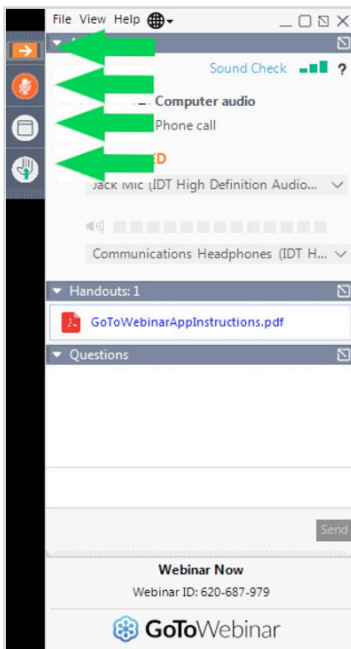 File View Help
Sound Check ?
Computer audio
Phone call
Jack Mic (IDT High Definition Audio...
Communications Headphones (IDT H...
Handouts: 1
GoToWebinarAppInstructions.pdf
Questions
Send
Webinar Now
Webinar ID: 620-687-979
GoToWebinar